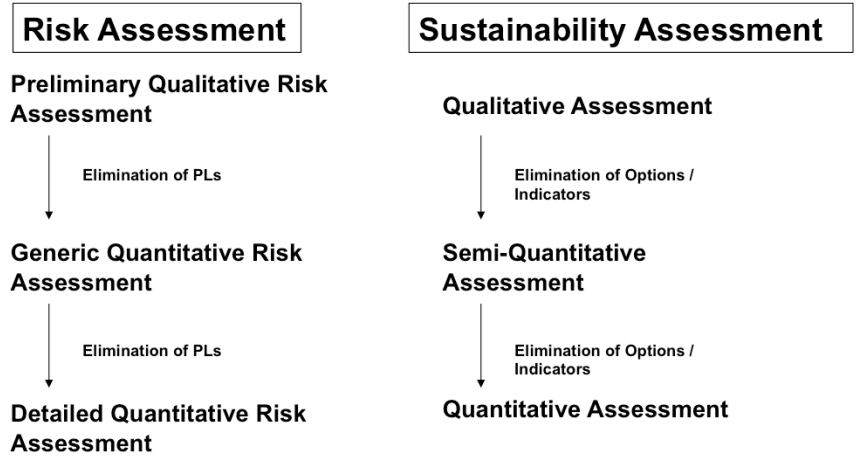 Risk Assessment
Preliminary Qualitative Risk
Assessment
Elimination of PLs
Generic Quantitative Risk
Assessment
Elimination of PLs
Detailed Quantitative Risk
Assessment
Sustainability Assessment
Qualitative Assessment
Elimination of Options /
Indicators
Semi-Quantitative
Assessment
Elimination of Options /
Indicators
Quantitative Assessment